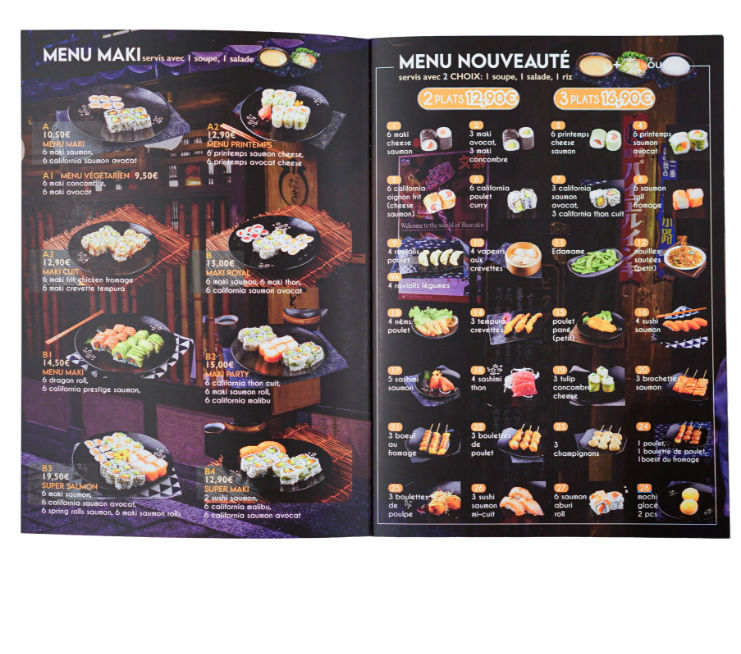 MENU MAKI servis avec 1 soupe, 1 salade
A
10,50€
MENU MAKI
6 maki saumon,
6 california saumon avocat
A1 MENU VÉGÉTARIEN 9,50€
6 maki concombre,
6 maki avocat
A2
12,90€
MENU PRINTEMPS
6 printemps saumon cheese,
6 printemps avocat cheese
A3
12,90€
MAKI CUIT
6 maki frit chicken fromage
6 maki crevette tempura
B
13,00€
MAKI ROYAL
6 maki saumon, 6 maki thon,
6 california saumon avocat
B1
14,50€
MENU MAKI
6 dragon roll,
6 california prestige saumon,
B2
15,00€
MAKI PARTY
6 california thon cuit,
6 maki saumon roll,
6 california malibu
B3
19,50€
SUPER SALMON
6 maki saumon,
6 california saumon avocat,
6 spring rolls saumon, 6 maki saumon rolls
B4
12,90€
SUPER MAKI
2 sushi saumon,
6 california malibu,
6 california saumon avocat
MENU NOUVEAUTÉ
+ ou
servis avec 2 CHOIX: 1 soupe, 1 salade, 1 riz
2 PLATS 12,90€
3 PLATS 16,90€
6 maki
cheese
saumon
3 maki
avocat,
3 maki
concombre
6 printemps
cheese
saumon
6 printemps
saumon
avocat
6 california
oignon frit
(cheese
saumon)
6 california
poulet
curry
3 california
saumon
avocat,
3 california thon cuit
6 saumon
roll
fromage
Welcome to the world of
4 raviolis
poulet
4 raviolis légumes
4 vapeurs
aux
crevettes
Edamame
12
nouilles
sautées
(petit)
13
4 néms
poulet
14
3 tempura
crevettes
15
poulet
pané
(petit)
16
4 sushi
saumon
17
5 sashimi
saumon
18
4 sashimi
thon
19
3 tulip
concombre
cheese
20
3 brochettes
saumon
21
3 boeuf
au
fromage
22
3 boulettes
de
poulet
23
3
champignons
24
1 poulet,
1 boulette de poulet,
1 boeuf au fromage
25
3 boulettes
de
poulpe
26
3 sushi
saumon
mi-cuit
27
6 saumon
aburi
roll
28
mochi
glacé
2 pcs